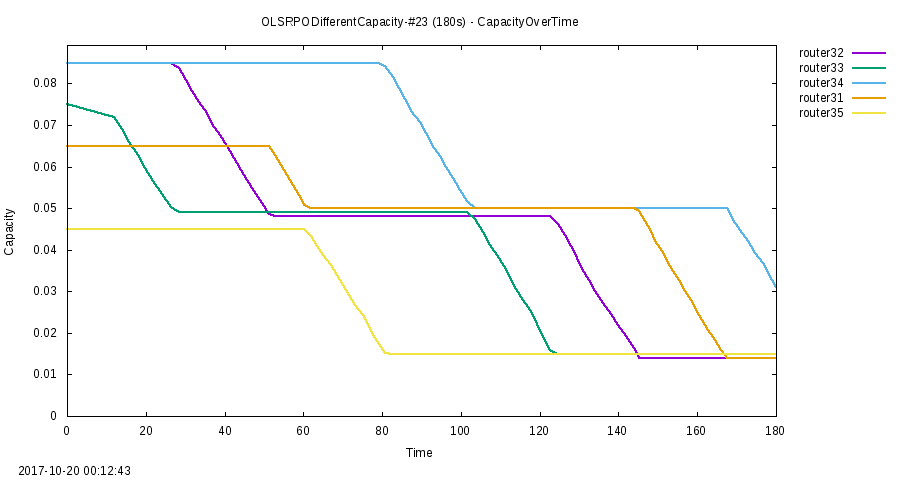 OLSRPODifferentCapacity-#23 (180s) - CapacityOverTime
router32
router33
router34
router31
router35
0.08
0.07
0.06
0.05
0.04
0.03
0.02
0.01
0
Capacity
0 20 40 60 80 100 120 140 160 180
Time
2017-10-20 00:12:43